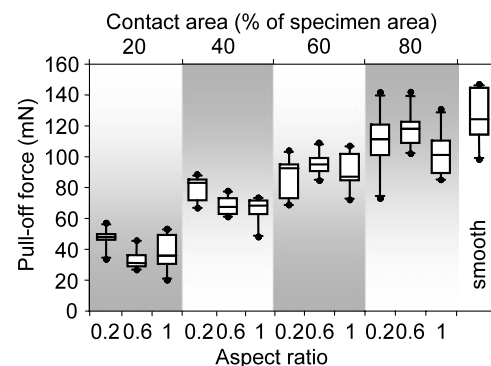 Contact area (% of specimen area)
20 40 60 80
160
140
120
100
80
60
40
20
0
Pull-off force (mN)
smooth
0.2 0.6 1 0.2 0.6 1 0.2 0.6 1 0.2 0.6 1
Aspect ratio